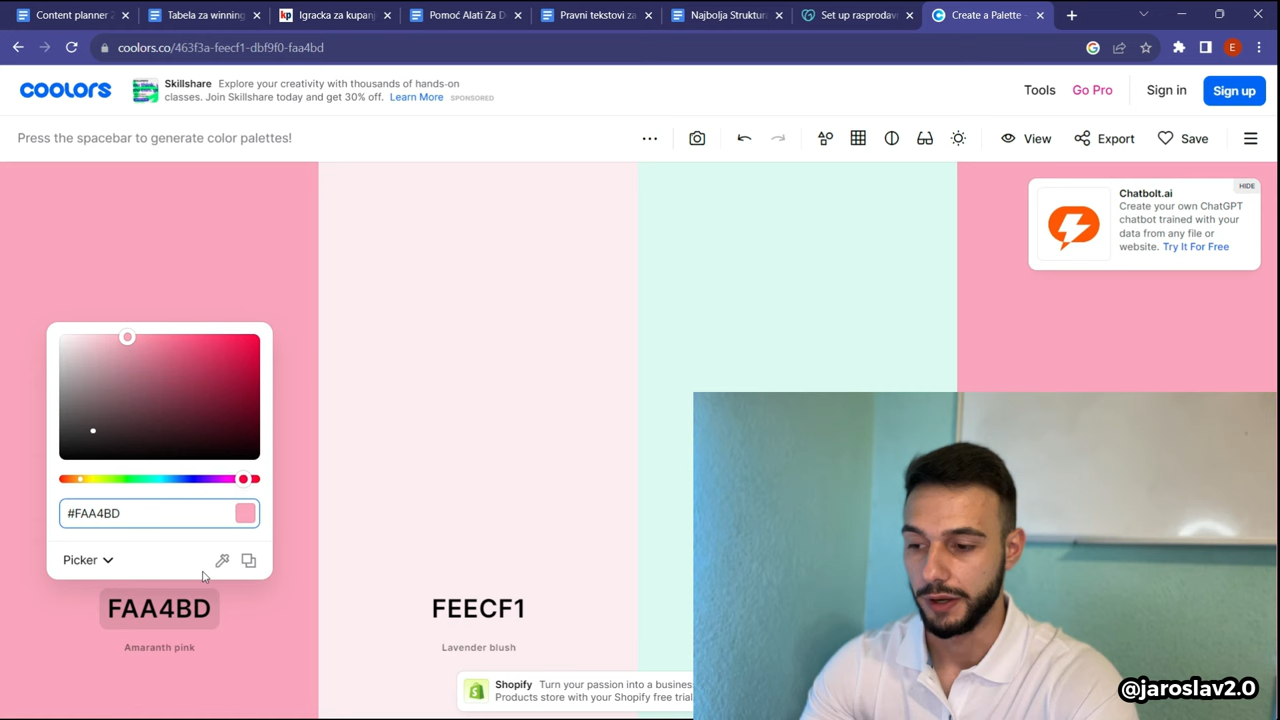 Content planner 2
Tabela za winning
kp
Igracka za kupanj
Pomoć Alati Za D
Pravni tekstovi za
Najbolja Struktura
Set up rasprodav
Create a Palette -
coolors.co/463f3a-feecf1-dbf9f0-faa4bd
G
E
COOLORS
Skillshare Explore your creativity with thousands of hands-on
classes. Join Skillshare today and get 30% off. Learn More SPONSORED
Tools
Go Pro
Sign in
Sign up
Press the spacebar to generate color palettes!
View
Export
Save
HIDE
Chatbolt.ai
Create your own ChatGPT
chatbot trained with your
data from any file or
website. Try It For Free
#FAA4BD
Picker
FAA4BD
Amaranth pink
FEECF1
Lavender blush
Shopify Turn your passion into a busines
Products store with your Shopify free trial
@jaroslav2.0